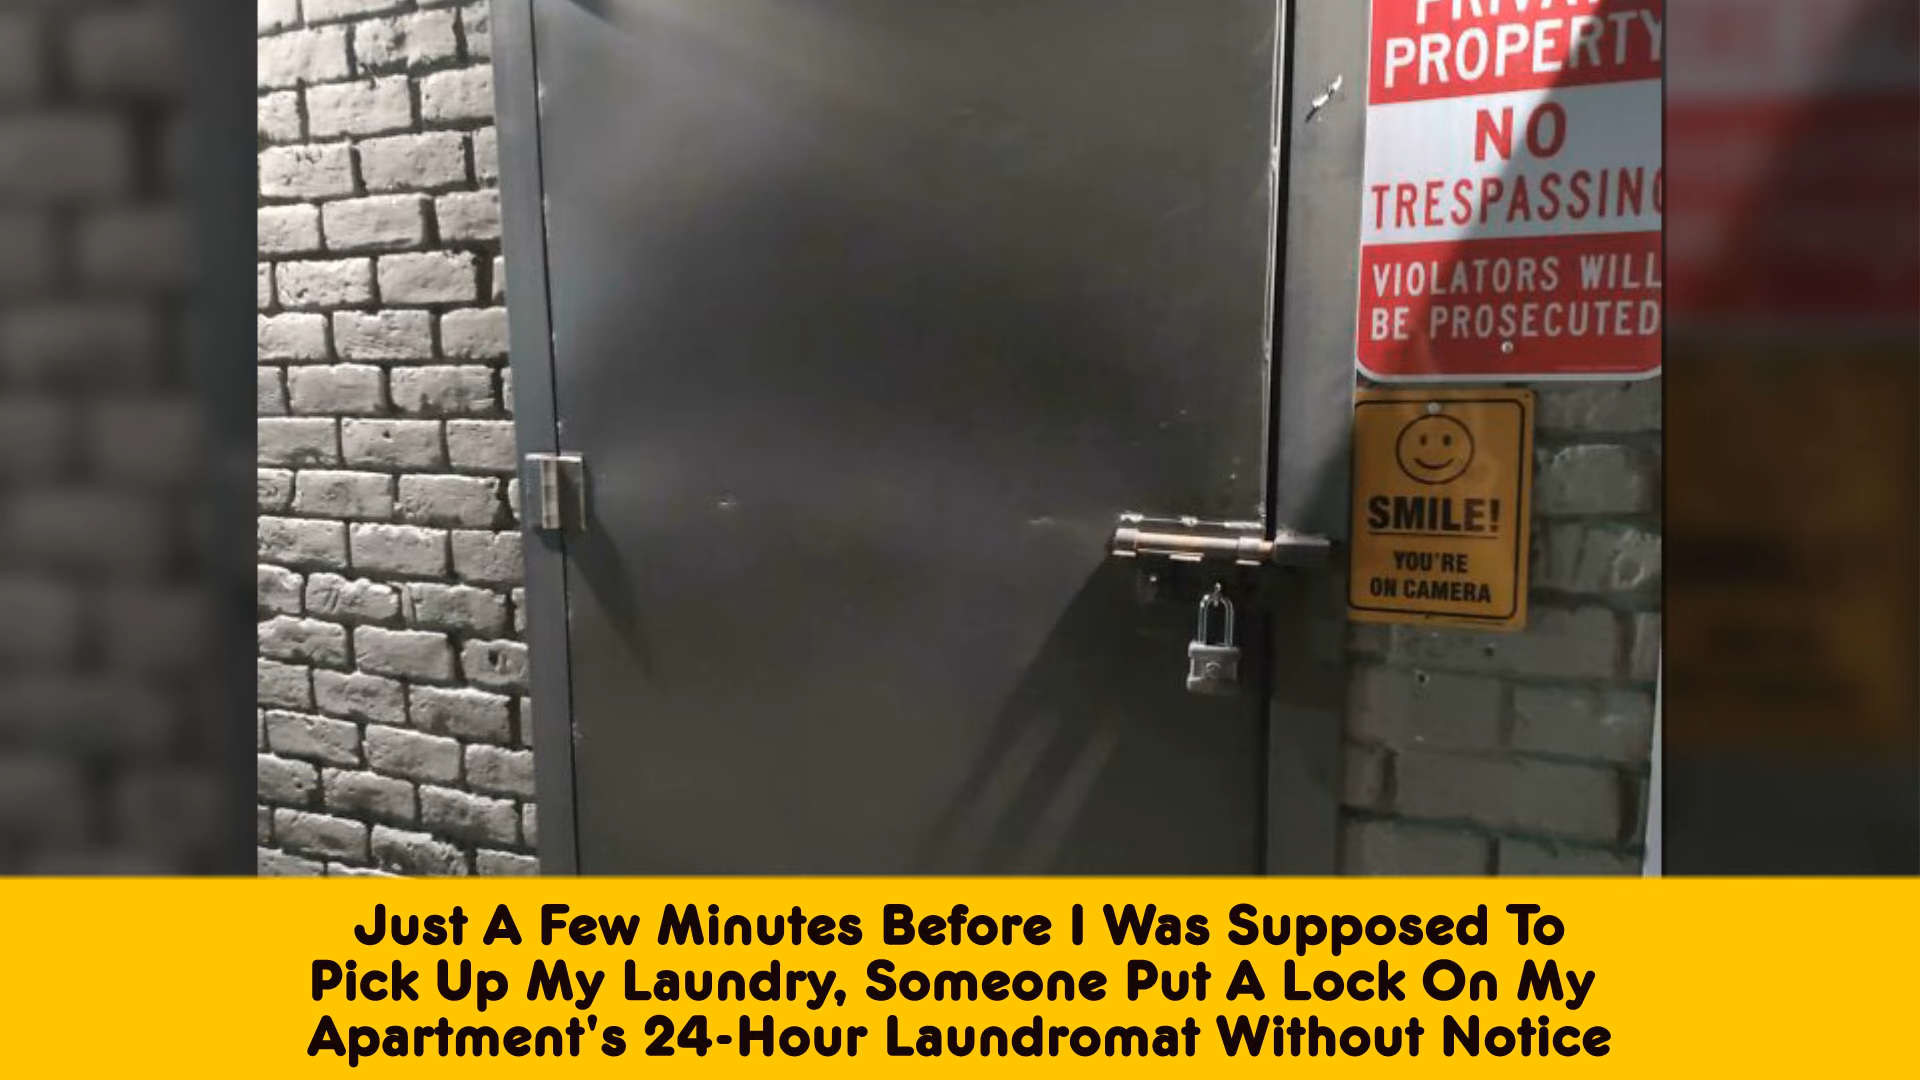 PROPERTY
NO
TRESPASSING
VIOLATORS WILL
BE PROSECUTED
SMILE!
YOU'RE
ON CAMERA
Just A Few Minutes Before I Was Supposed To
Pick Up My Laundry, Someone Put A Lock On My
Apartment's 24-Hour Laundromat Without Notice